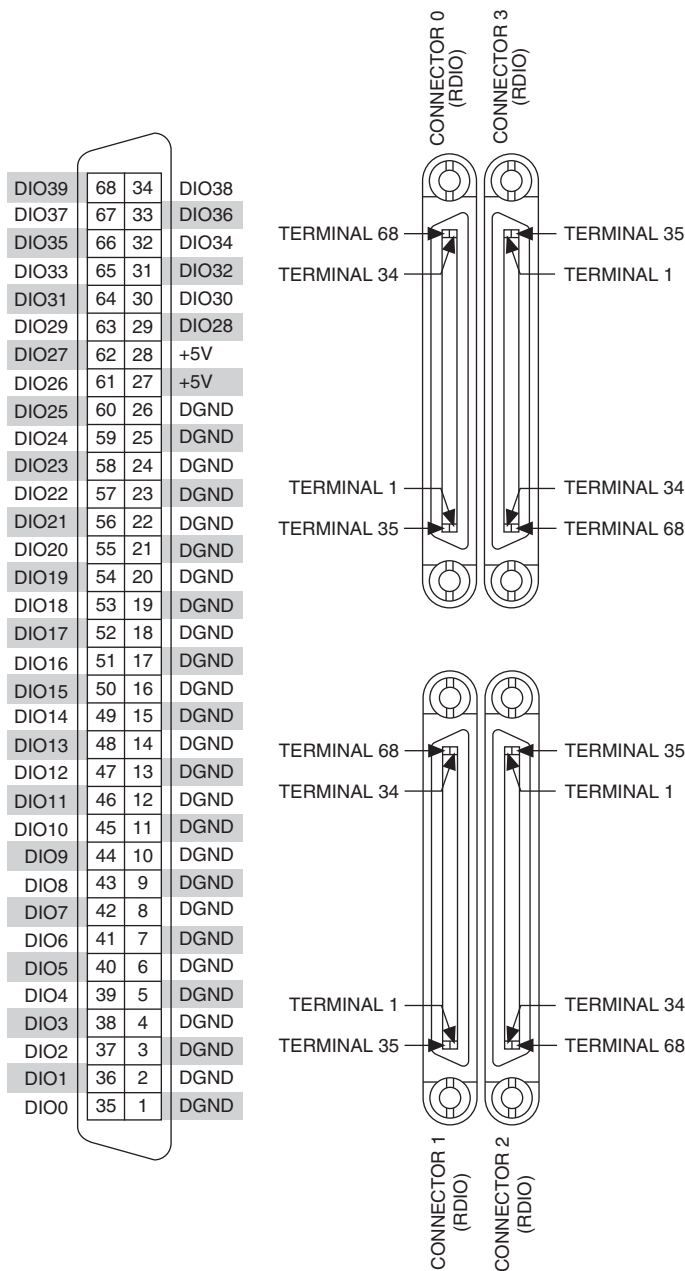 CONNECTOR 0
(RDIO)
CONNECTOR 3
(RDIO)
DIO39 68 34 DIO38
DIO37 67 33 DIO36
DIO35 66 32 DIO34
DIO33 65 31 DIO32
DIO31 64 30 DIO30
DIO29 63 29 DIO28
DIO27 62 28 +5V
DIO26 61 27 +5V
DIO25 60 26 DGND
DIO24 59 25 DGND
DIO23 58 24 DGND
DIO22 57 23 DGND
DIO21 56 22 DGND
DIO20 55 21 DGND
DIO19 54 20 DGND
DIO18 53 19 DGND
DIO17 52 18 DGND
DIO16 51 17 DGND
DIO15 50 16 DGND
DIO14 49 15 DGND
DIO13 48 14 DGND
DIO12 47 13 DGND
DIO11 46 12 DGND
DIO10 45 11 DGND
DIO9 44 10 DGND
DIO8 43 9 DGND
DIO7 42 8 DGND
DIO6 41 7 DGND
DIO5 40 6 DGND
DIO4 39 5 DGND
DIO3 38 4 DGND
DIO2 37 3 DGND
DIO1 36 2 DGND
DIO0 35 1 DGND
TERMINAL 68
TERMINAL 34
TERMINAL 35
TERMINAL 1
TERMINAL 1
TERMINAL 35
TERMINAL 34
TERMINAL 68
TERMINAL 68
TERMINAL 34
TERMINAL 35
TERMINAL 1
TERMINAL 1
TERMINAL 35
TERMINAL 34
TERMINAL 68
CONNECTOR 1
(RDIO)
CONNECTOR 2
(RDIO)